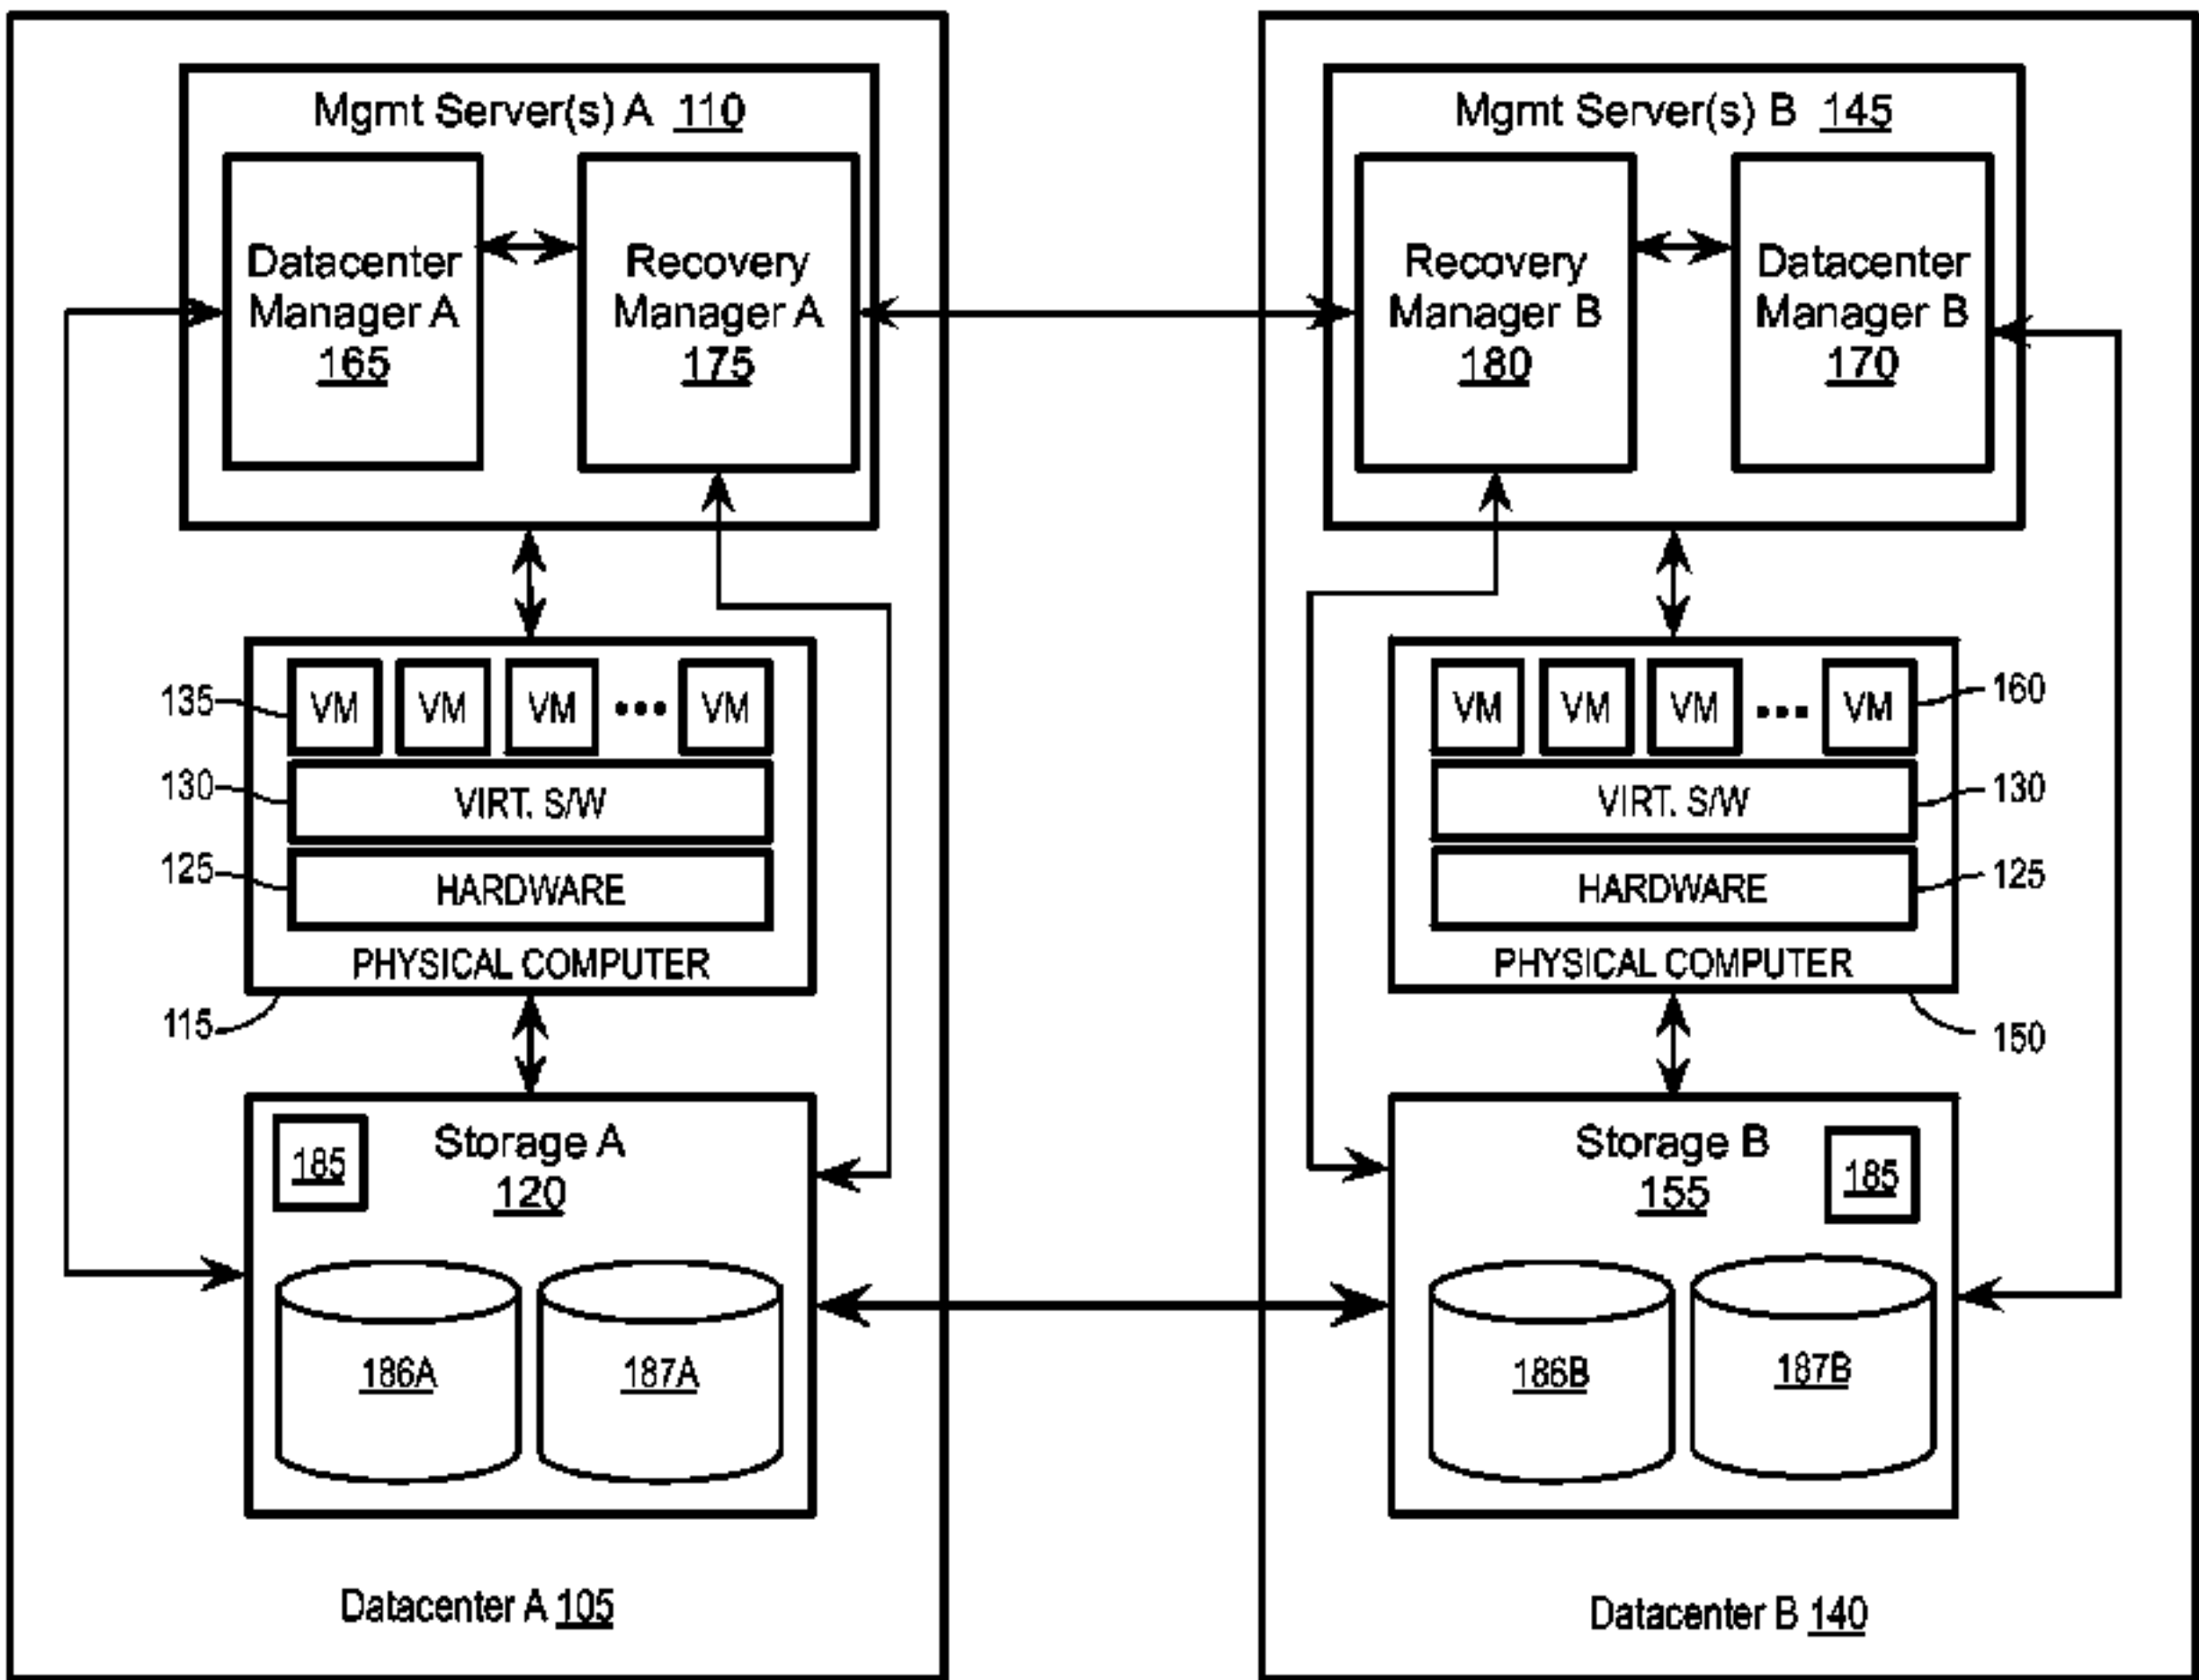 Mgmt Server(s) A 110
Datacenter
Manager A
165
Recovery
Manager A
175
135
VM VM VM ••• VM
130
VIRT. S/W
125
HARDWARE
PHYSICAL COMPUTER
115
185
Storage A
120
186A
187A
Datacenter A 105
Mgmt Server(s) B 145
Recovery
Manager B
180
Datacenter
Manager B
170
VM VM VM ••• VM
160
VIRT. S/W
130
HARDWARE
125
PHYSICAL COMPUTER
150
Storage B
155
185
186B
187B
Datacenter B 140